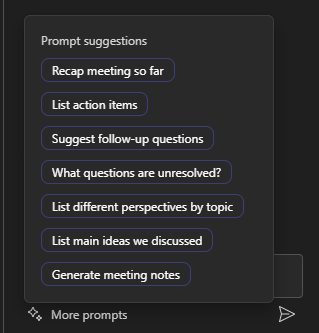 Prompt suggestions
Recap meeting so far
List action items
Suggest follow-up questions
What questions are unresolved?
List different perspectives by topic
List main ideas we discussed
Generate meeting notes
More prompts